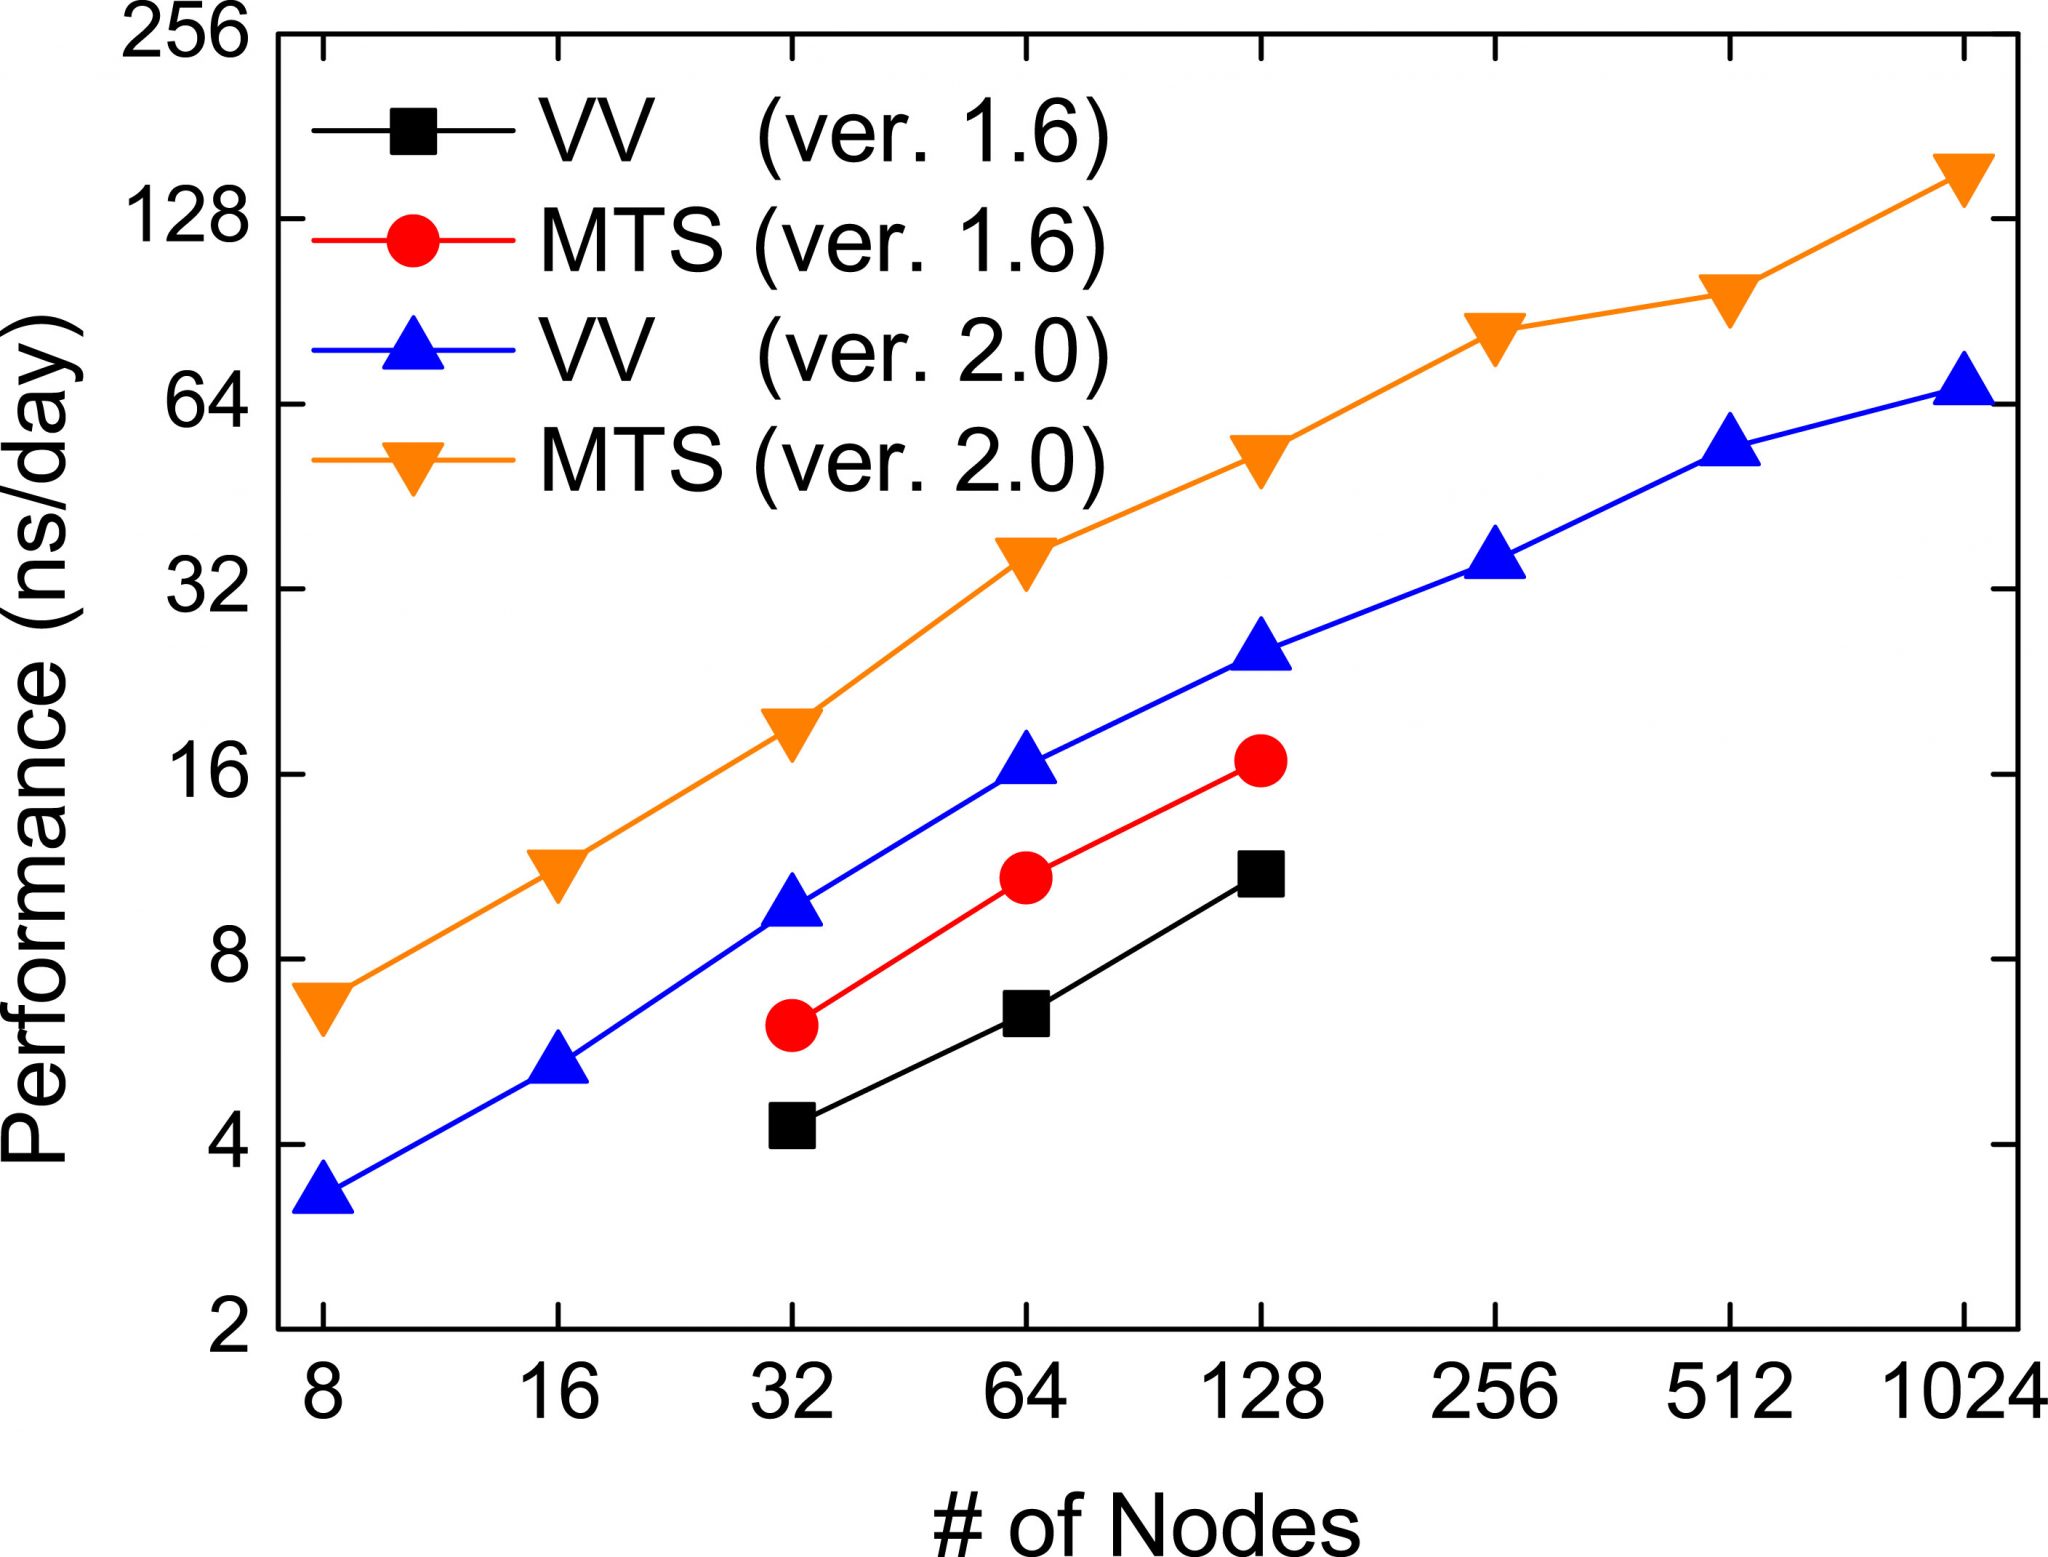 256
128
64
32
16
8
4
2
Performance (ns/day)
VV (ver. 1.6)
MTS (ver. 1.6)
VV (ver. 2.0)
MTS (ver. 2.0)
8 16 32 64 128 256 512 1024
# of Nodes